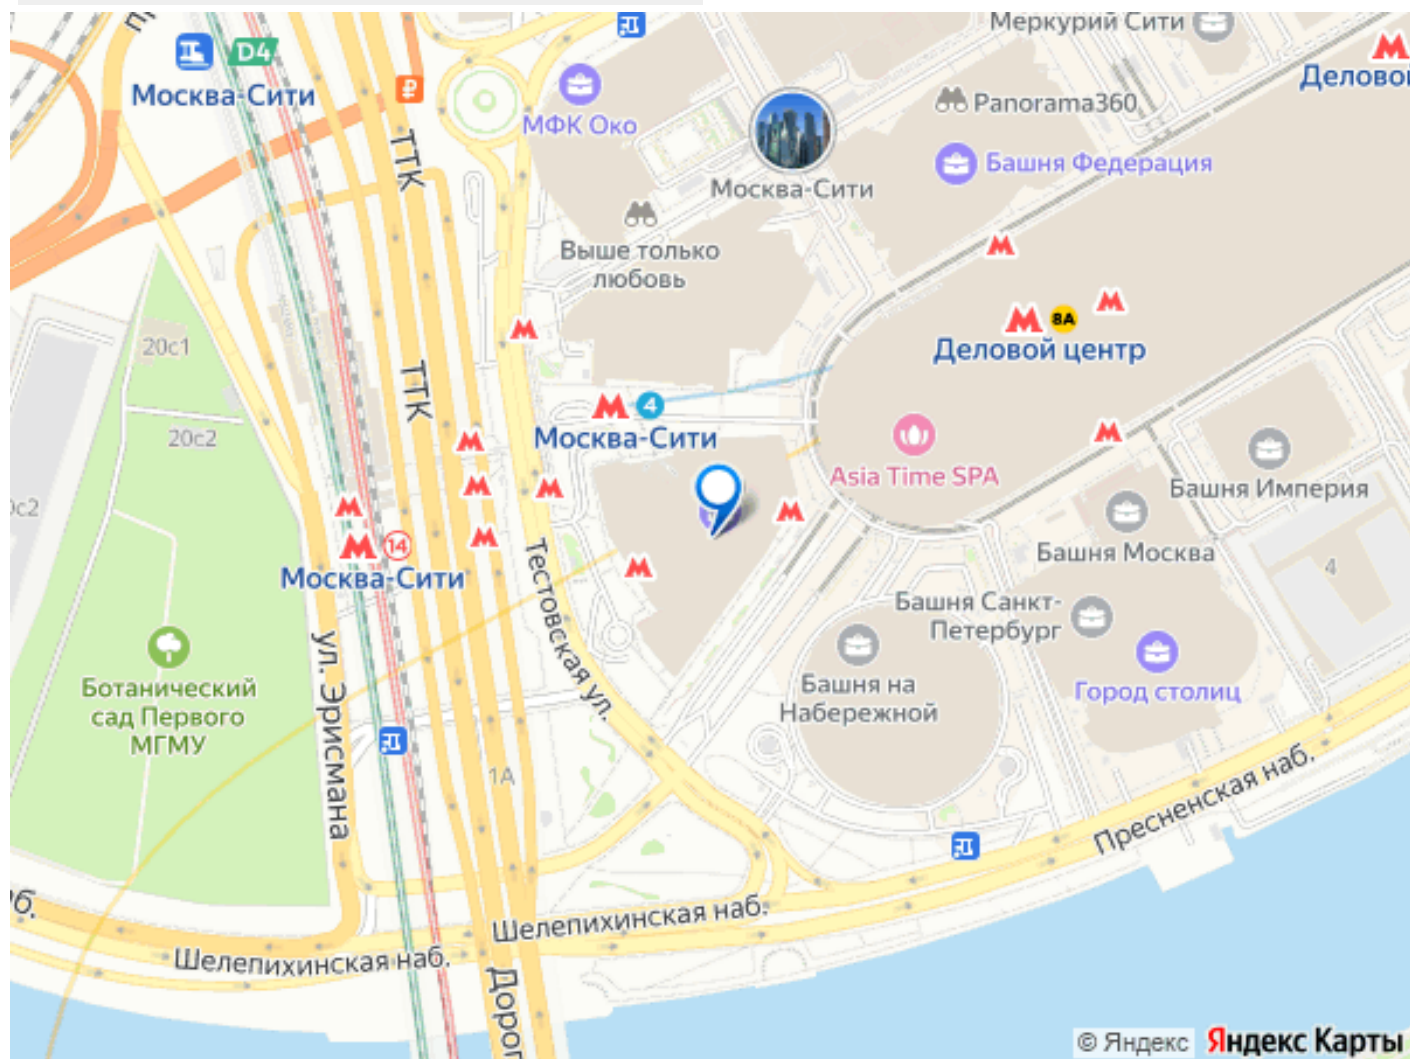 Меркурий Сити
D4
Москва-Сити
₽
Деловой
МФК Око
Panorama360
Башня Федерация
Москва-Сити
ТТК
Выше только
любовь
М
М
М
М 8А
Деловой центр
20с1
ТТК
М 4
Москва-Сити
20с2
М
М
Asia Time SPA
Башня Империя
М
М
М
М
Башня Москва
М 14
М
Москва-Сити
М
4
Башня Санкт-
Петербург
Тестовская ул.
ул. Эрисмана
Ботанический
сад Первого
МГМУ
Башня на
Набережной
Город столиц
1А
Пресненская наб.
Шелепихинская наб.
Шелепихинская наб.
Дорог
© Яндекс Яндекс Карты